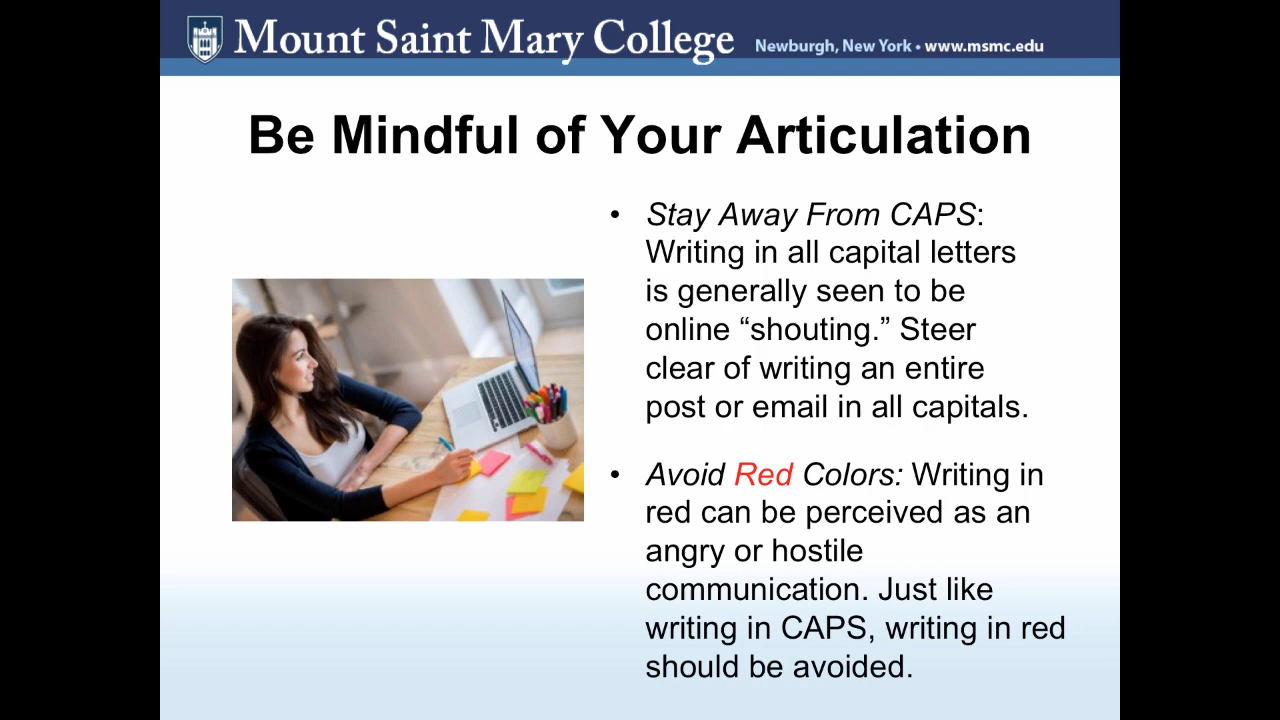 Mount Saint Mary College Newburgh, New York • www.msmc.edu
Be Mindful of Your Articulation
• Stay Away From CAPS:
Writing in all capital letters
is generally seen to be
online “shouting.” Steer
clear of writing an entire
post or email in all capitals.
• Avoid Red Colors: Writing in
red can be perceived as an
angry or hostile
communication. Just like
writing in CAPS, writing in red
should be avoided.